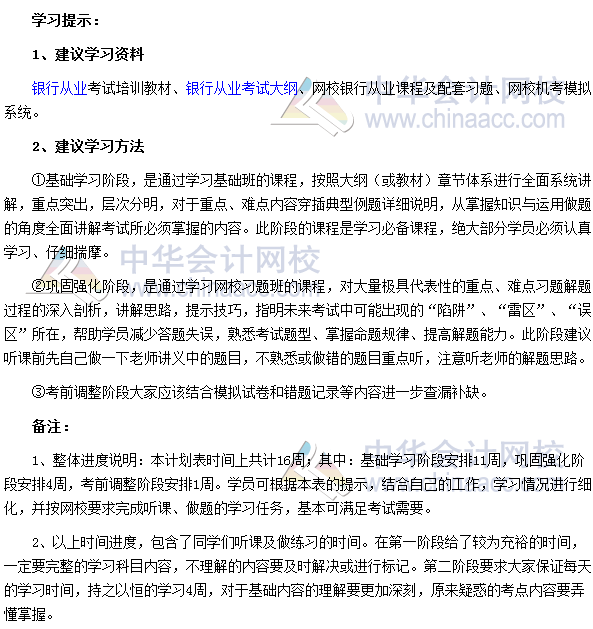 学习提示：
1、建议学习资料
银行从业考试培训教材、银行从业考试大纲、网校银行从业课程及配套习题、网校机考模拟
系统。
中华会计网校
www.chinaacc.com
2、建议学习方法
①基础学习阶段，是通过学习基础班的课程，按照大纲（或教材）章节体系进行全面系统讲
解，重点突出，层次分明，对于重点、难点内容穿插典型例题详细说明，从掌握知识与运用做题
的角度全面讲解考试所必须掌握的内容。此阶段的课程是学习必备课程，绝大部分学员必须认真
学习、仔细揣摩。
中华会计网校
②巩固强化阶段，是通过学习网校习题班的课程，对大量极具代表性的重点、难点习题解题
过程的深入剖析，讲解思路，提示技巧，指明未来考试中可能出现的“陷阱”、“雷区”、“误
区”所在，帮助学员减少答题失误，熟悉考试题型、掌握命题规律、提高解题能力。此阶段建议
听课前先自己做一下老师讲义中的题目，不熟悉或做错的题目重点听，注意听老师的解题思路。
③考前调整阶段大家应该结合模拟试卷和错题记录等内容进一步查漏补缺。
备注：
中华会计网校
1、整体进度说明：本计划表时间上共计16周；其中：基础学习阶段安排11周，巩固强化阶
段安排4周，考前调整阶段安排1周。学员可根据本表的提示，结合自己的工作，学习情况进行细
www.chinaacc.com
化，并按网校要求完成听课、做题的学习任务，基本可满足考试需要。
2、以上时间进度，包含了同学们听课及做练习的时间。在第一阶段给了较为充裕的时间，
一定要完整的学习科目内容，不理解的内容要及时解决或进行标记。第二阶段要求大家保证每天
的学习时间，持之以恒的学习4周，对于基础内容的理解要更加深刻，原来疑惑的考点内容要弄
懂掌握。